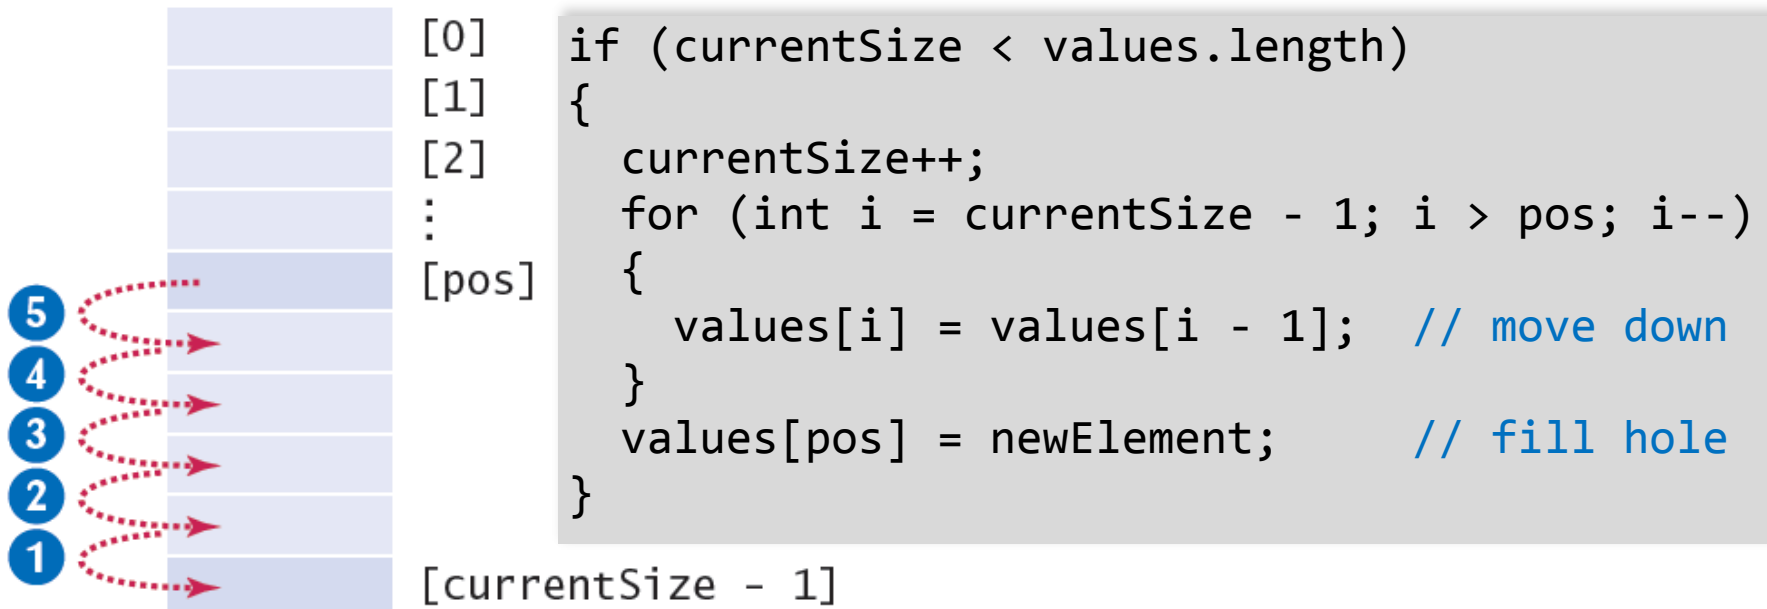 [0]
[1]
[2]
⋮
[pos]
5
4
3
2
1
[currentSize – 1]
if (currentSize < values.length)
{
  currentSize++;
  for (int i = currentSize - 1; i > pos; i--)
  {
    values[i] = values[i - 1];  // move down
  }
  values[pos] = newElement;     // fill hole
}